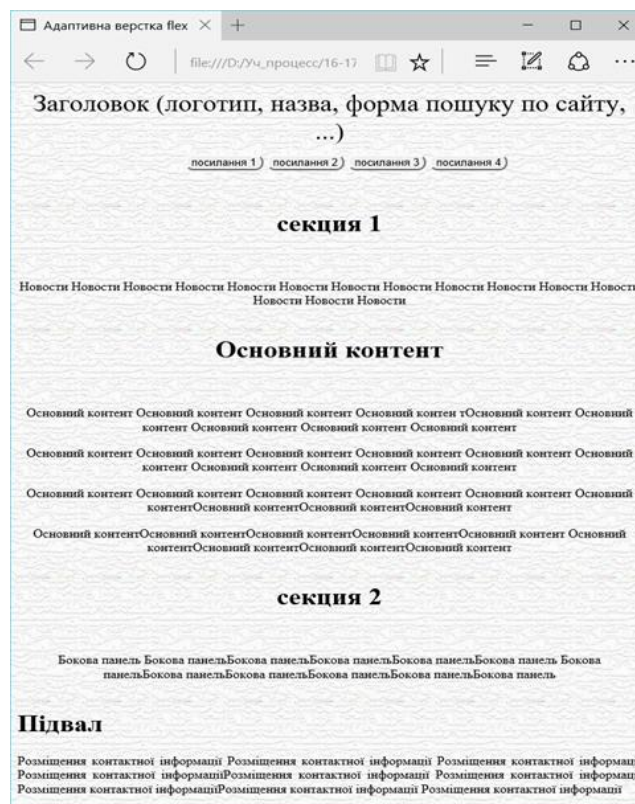 Адаптивна верстка flex
file:///D:/Уч_процесс/16-17
Заголовок (логотип, назва, форма пошуку по сайту,
...)
посилання 1 посилання 2 посилання 3 посилання 4
секция 1
Новости Новости Новости Новости Новости Новости Новости Новости Новости Новости Новости Новости
Новости Новости Новости
Основний контент
Основний контент Основний контент Основний контент Основний контен тОсновний контент Основний
контент Основний контент Основний контент Основний контент
Основний контент Основний контент Основний контент Основний контент Основний контент Основний
контент Основний контент Основний контент Основний контент
Основний контент Основний контент Основний контент Основний контент Основний контент Основний
контентОсновний контентОсновний контентОсновний контент
Основний контентОсновний контентОсновний контентОсновний контентОсновний контент Основний
контентОсновний контентОсновний контентОсновний контент
секция 2
Бокова панель Бокова панельБокова панельБокова панельБокова панельБокова панель Бокова
панельБокова панельБокова панельБокова панельБокова панельБокова панель
Підвал
Розміщення контактної інформації Розміщення контактної інформації Розміщення контактної інформаці
Розміщення контактної інформаціїРозміщення контактної інформації Розміщення контактної інформаці
Розміщення контактної інформаціїРозміщення контактної інформації Розміщення контактної інформації